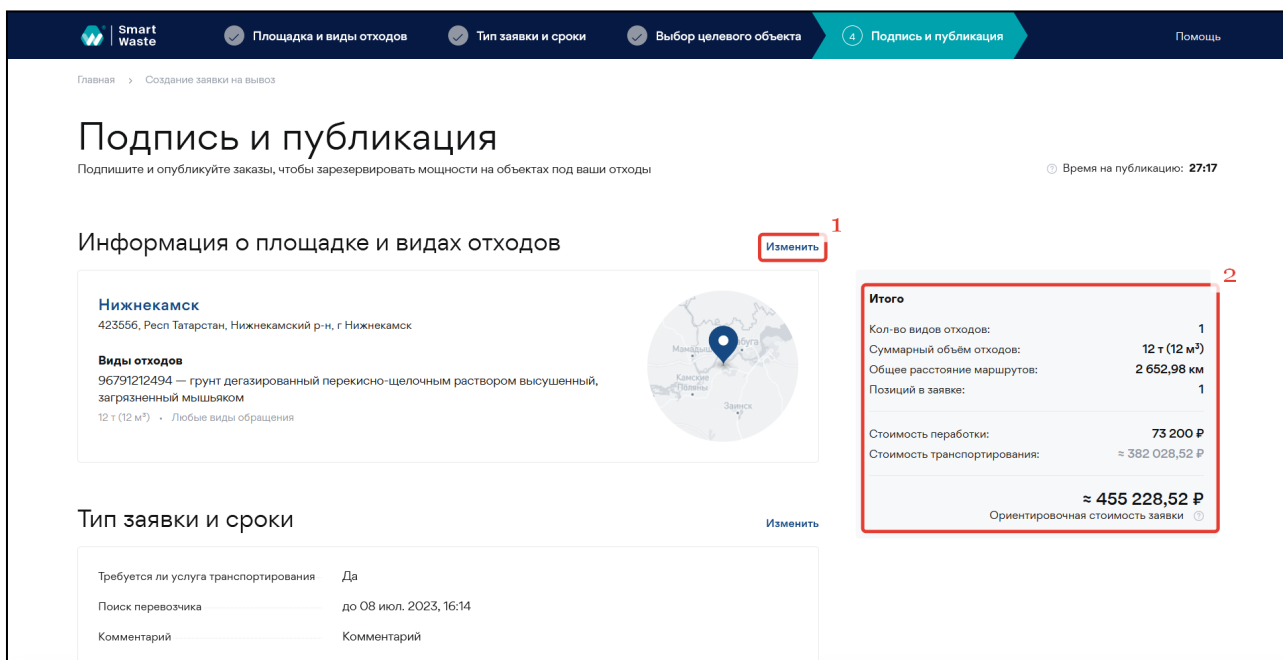 Smart
Waste
Площадка и виды отходов
Тип заявки и сроки
Выбор целевого объекта
4 Подпись и публикация
Помощь
Главная > Создание заявки на вывоз
Подпись и публикация
Подпишите и опубликуйте заказы, чтобы зарезервировать мощности на объектах под ваши отходы
Время на публикацию: 27:17
Информация о площадке и видах отходов
Изменить
1
Нижнекамск
423556, Респ Татарстан, Нижнекамский р-н, г Нижнекамск
Виды отходов
96791212494 — грунт дегазированный перекисно-щелочным раствором высушенный,
загрязненный мышьяком
12 т (12 м³) • Любые виды обращения
Камские
Поляны
Заинск
2
Итого
Кол-во видов отходов: 1
Суммарный объём отходов: 12 т (12 м³)
Общее расстояние маршрутов: 2 652,98 км
Позиций в заявке: 1
Стоимость пеработки: 73 200 ₽
Стоимость транспортирования: ≈ 382 028,52 ₽
≈ 455 228,52 ₽
Ориентировочная стоимость заявки
Тип заявки и сроки
Изменить
Требуется ли услуга транспортирования Да
Поиск перевозчика до 08 июл. 2023, 16:14
Комментарий Комментарий